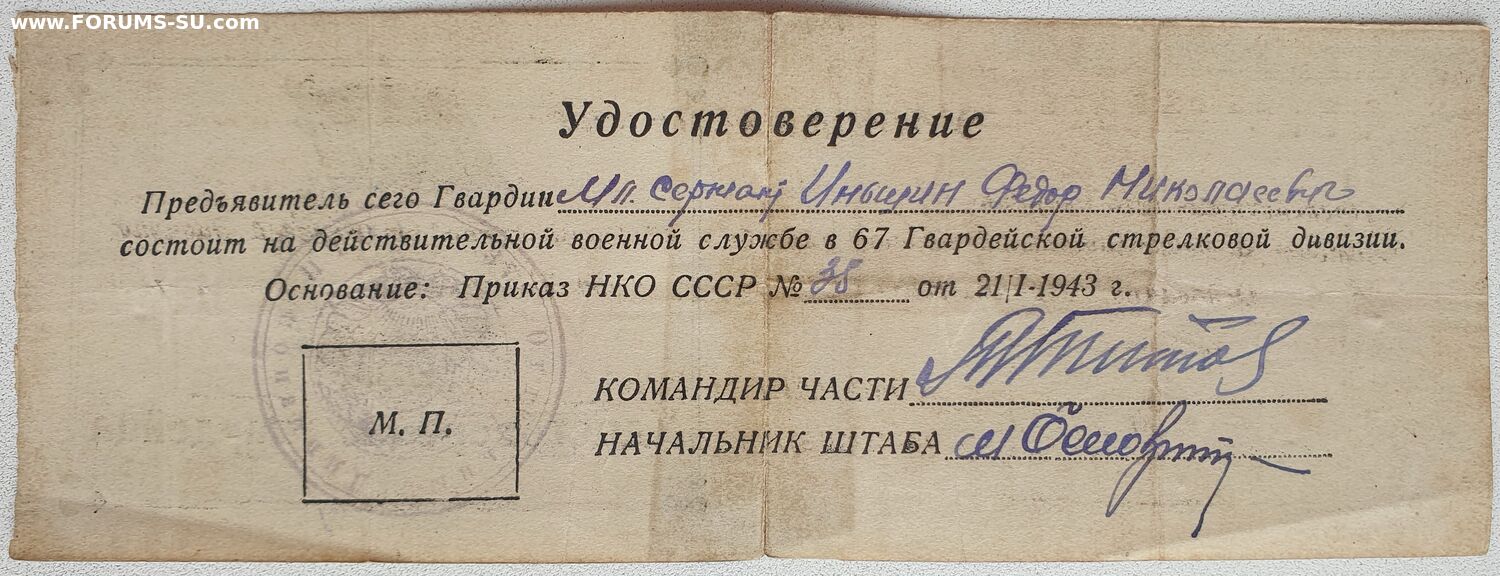 www.FORUMS-SU.com
Удостоверение
Предъявитель сего Гвардии Мл. Сержант Иньшин Федор Николаевич
состоит на действительной военной службе в 67 Гвардейской стрелковой дивизии.
Основание: Приказ НКО СССР № 38 от 21/I-1943 г.
КОМАНДИР ЧАСТИ
М. П.
НАЧАЛЬНИК ШТАБА